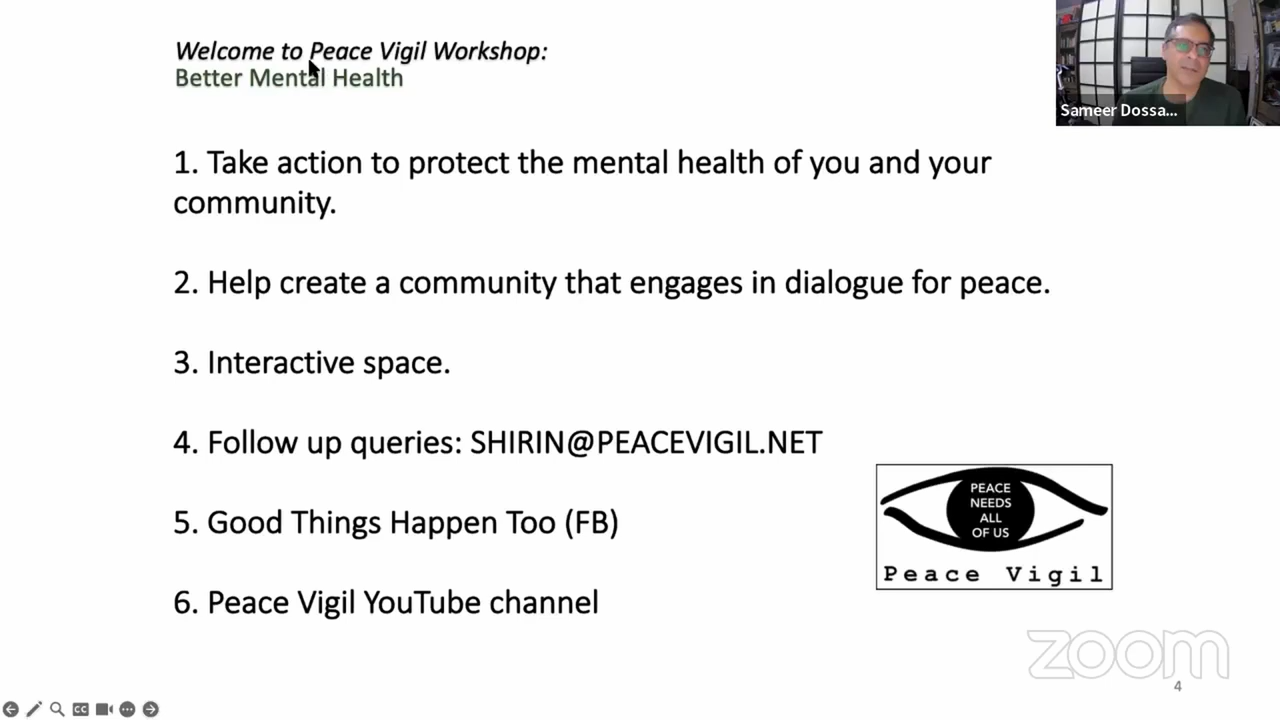 Welcome to Peace Vigil Workshop:
Better Mental Health
Sameer Dossa...
1. Take action to protect the mental health of you and your
community.
2. Help create a community that engages in dialogue for peace.
3. Interactive space.
4. Follow up queries: SHIRIN@PEACEVIGIL.NET
5. Good Things Happen Too (FB)
6. Peace Vigil YouTube channel
PEACE
NEEDS
ALL
OF US
Peace Vigil
zoom
4
CC